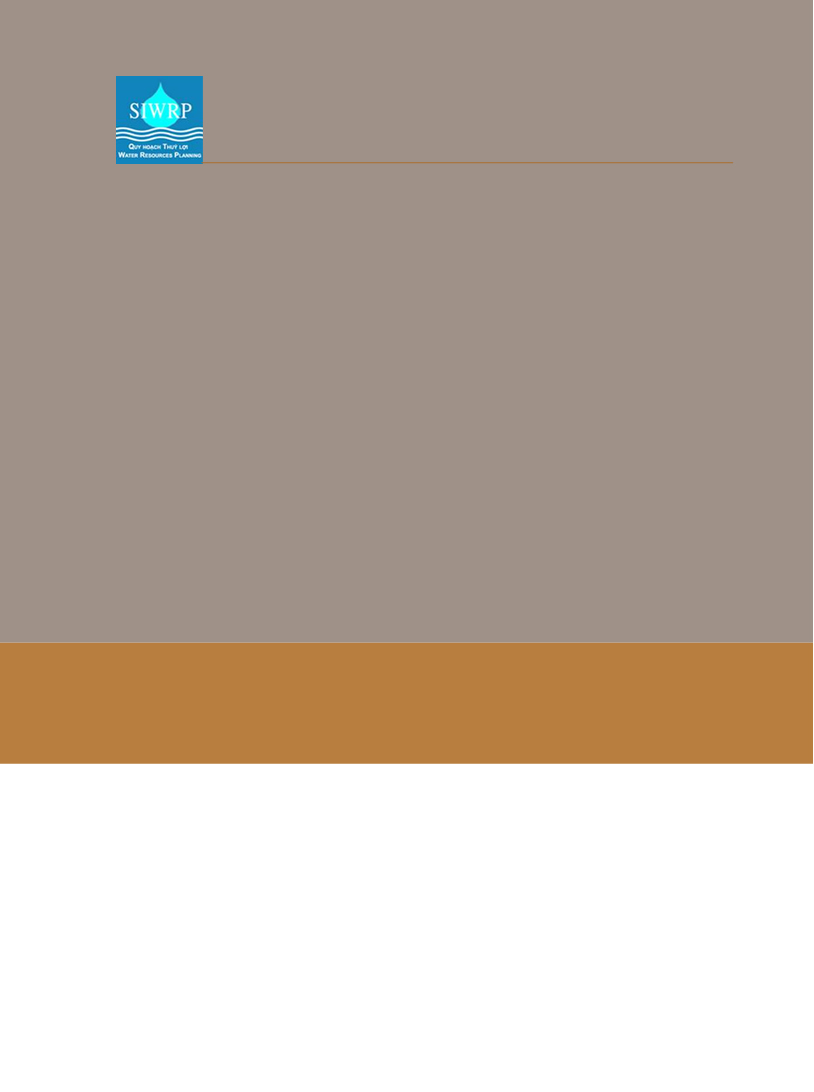 SIWRP
QUY HOẠCH THUỶ LỢI
WATER RESOURCES PLANNING